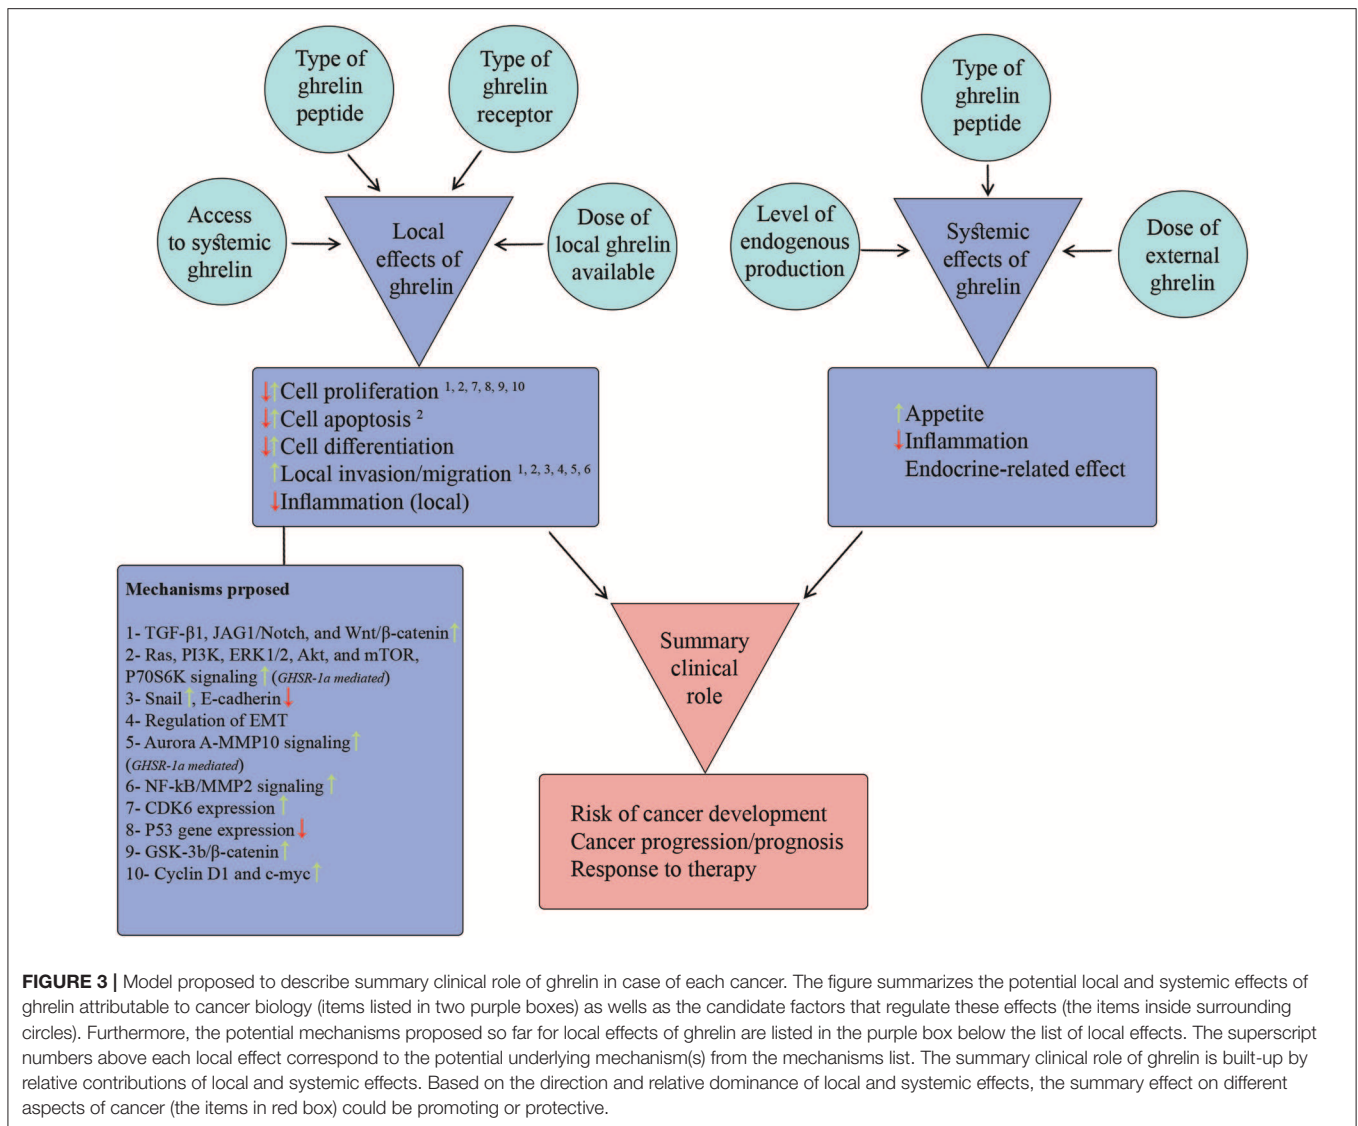 Type of
ghrelin
peptide
Type of
ghrelin
receptor
Type of
ghrelin
peptide
Access
to systemic
ghrelin
Local
effects of
ghrelin
Dose of
local ghrelin
available
Level of
endogenous
production
Systemic
effects of
ghrelin
Dose of
external
ghrelin
↓↑Cell proliferation 1, 2, 7, 8, 9, 10
↓↑Cell apoptosis 2
↓↑Cell differentiation
↑Local invasion/migration 1, 2, 3, 4, 5, 6
↓Inflammation (local)
↑Appetite
↓Inflammation
Endocrine-related effect
Mechanisms prposed
1- TGF-β1, JAG1/Notch, and Wnt/β-catenin↑
2- Ras, PI3K, ERK1/2, Akt, and mTOR,
P70S6K signaling↑(GHSR-1a mediated)
3- Snail↑, E-cadherin↓
4- Regulation of EMT
5- Aurora A-MMP10 signaling↑
(GHSR-1a mediated)
6- NF-kB/MMP2 signaling↑
7- CDK6 expression↑
8- P53 gene expression↓
9- GSK-3b/β-catenin↑
10- Cyclin D1 and c-myc↑
Summary
clinical
role
Risk of cancer development
Cancer progression/prognosis
Response to therapy
FIGURE 3 | Model proposed to describe summary clinical role of ghrelin in case of each cancer. The figure summarizes the potential local and systemic effects of
ghrelin attributable to cancer biology (items listed in two purple boxes) as wells as the candidate factors that regulate these effects (the items inside surrounding
circles). Furthermore, the potential mechanisms proposed so far for local effects of ghrelin are listed in the purple box below the list of local effects. The superscript
numbers above each local effect correspond to the potential underlying mechanism(s) from the mechanisms list. The summary clinical role of ghrelin is built-up by
relative contributions of local and systemic effects. Based on the direction and relative dominance of local and systemic effects, the summary effect on different
aspects of cancer (the items in red box) could be promoting or protective.